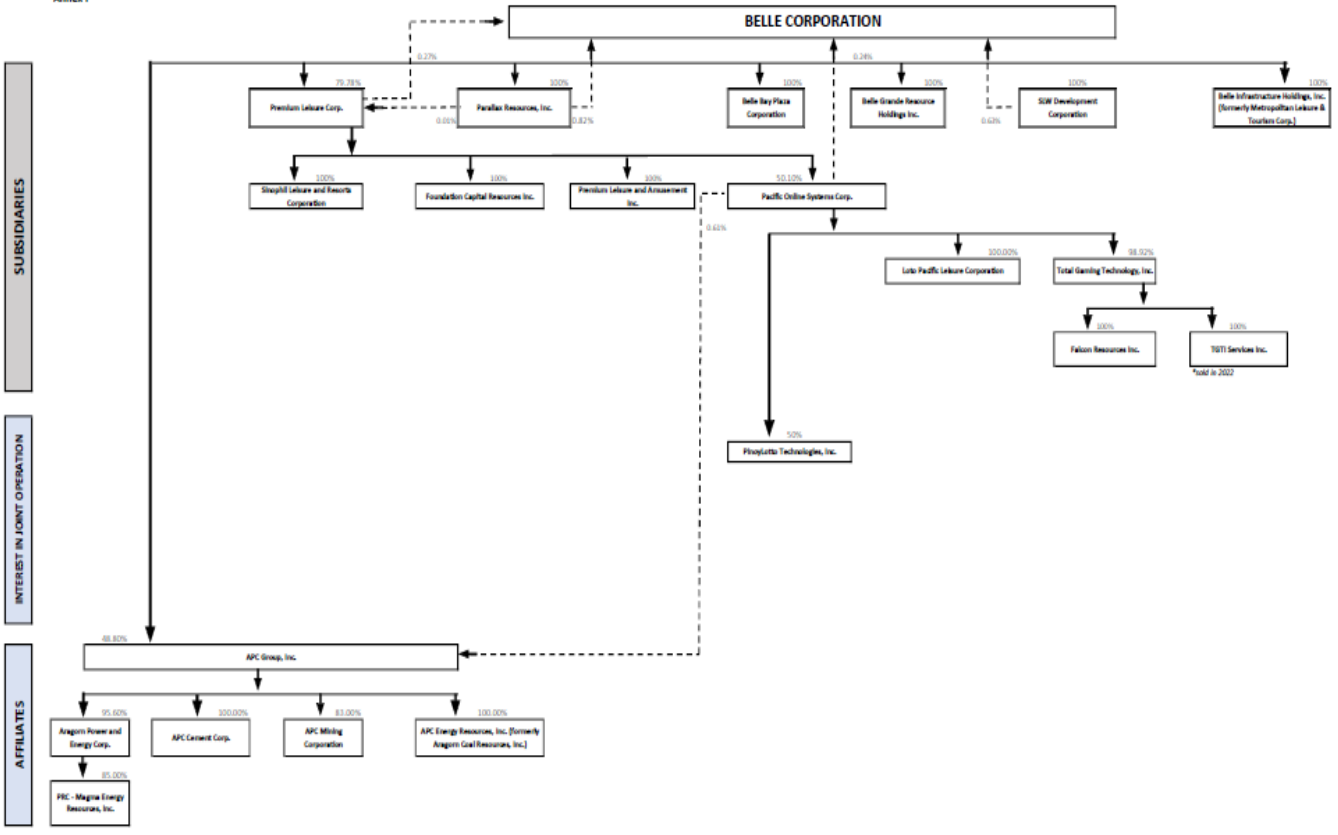 BELLE CORPORATION
0.27%
0.24%
79.78%
100%
100%
100%
100%
100%
Premium Leisure Corp.
Parallax Resources, Inc.
Belle Bay Plaza
Corporation
Belle Grande Resource
Holdings Inc.
SLW Development
Corporation
Belle Infrastructure Holdings, Inc.
(formerly Metropolitan Leisure &
Tourism Corp.)
0.01%
0.82%
0.63%
SUBSIDIARIES
100%
100%
100%
50.10%
Sinophil Leisure and Resorts
Corporation
Foundation Capital Resources Inc.
Premium Leisure and Amusement
Inc.
Pacific Online Systems Corp.
0.61%
100.00%
98.92%
Loto Pacific Leisure Corporation
Total Gaming Technology, Inc.
100%
100%
Falcon Resources Inc.
TGTI Services Inc.
*sold in 2022
INTEREST IN JOINT OPERATION
50%
PinoyLotto Technologies, Inc.
AFFILIATES
48.80%
APC Group, Inc.
95.60%
100.00%
83.00%
100.00%
Aragorn Power and
Energy Corp.
APC Cement Corp.
APC Mining
Corporation
APC Energy Resources, Inc. (formerly
Aragorn Coal Resources, Inc.)
85.00%
PRC - Magma Energy
Resources, Inc.